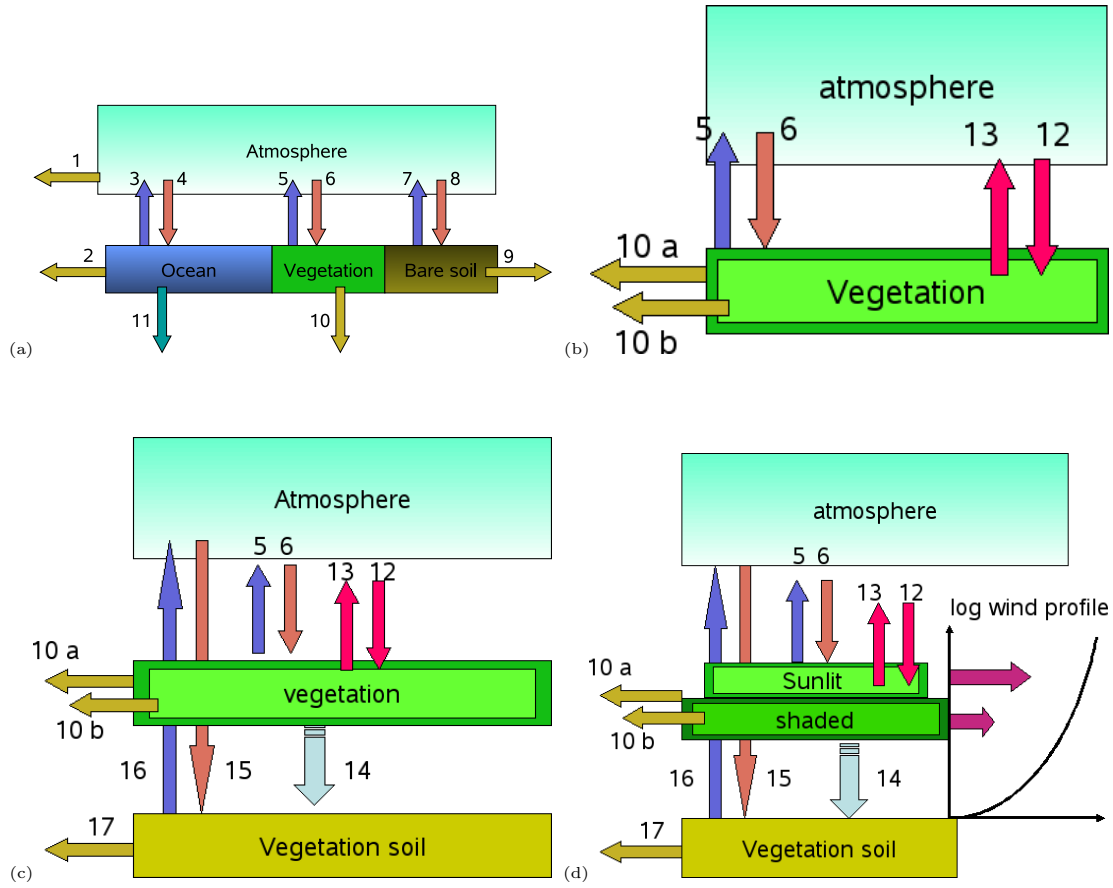 Atmosphere
1
3 4 5 6 7 8
2
Ocean Vegetation Bare soil
9
11 10
(a)
atmosphere
5 6 13 12
10 a
Vegetation
10 b
(b)
Atmosphere
5 6
13 12
10 a
vegetation
10 b
16 15 14
17
Vegetation soil
(c)
atmosphere
5 6
13 12
log wind profile
10 a
Sunlit
shaded
10 b
16 15 14
17
Vegetation soil
(d)